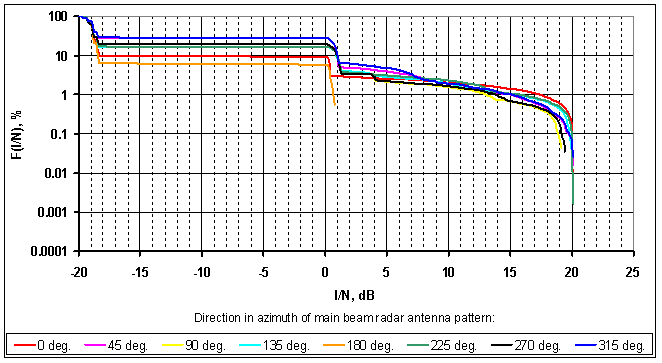 100
10
1
0.1
0.01
0.001
0.0001
F(I/N), %
-20 -15 -10 -5 0 5 10 15 20 25
I/N, dB
Direction in azimuth of main beam radar antenna pattern:
0 deg. 45 deg. 90 deg. 135 deg. 180 deg. 225 deg. 270 deg. 315 deg.